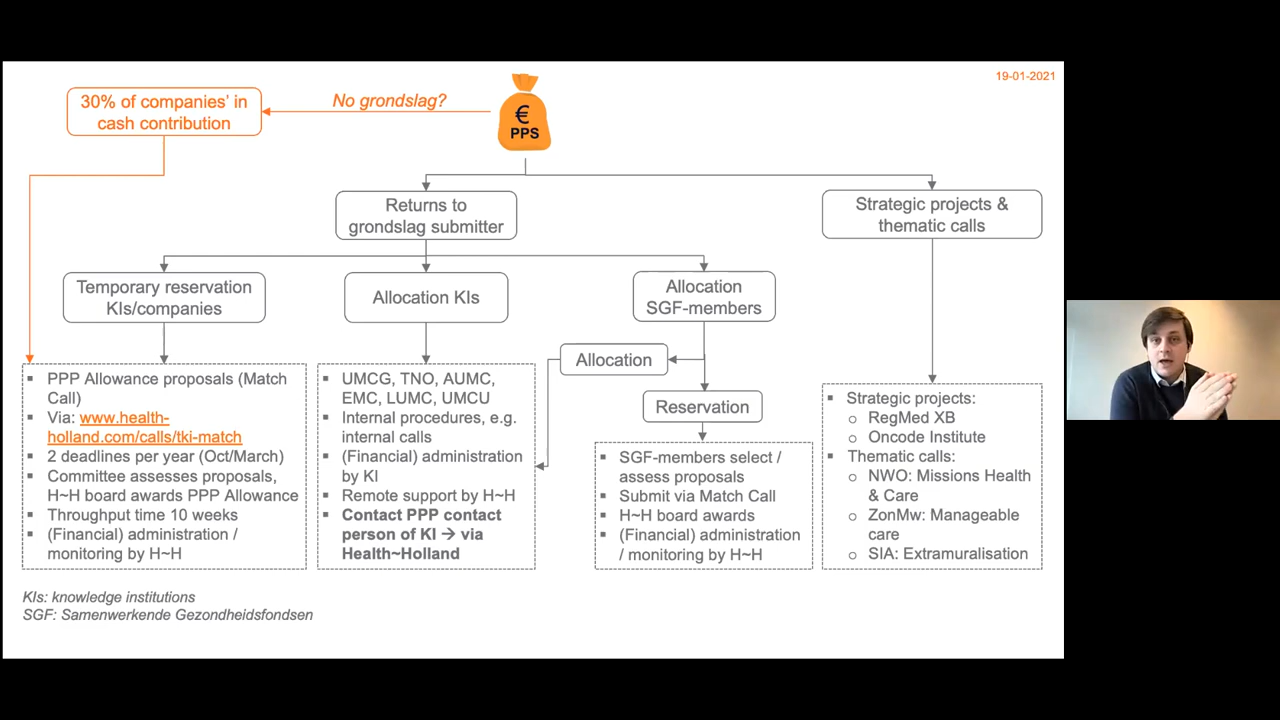 19-01-2021
30% of companies' in
cash contribution
No grondslag?
€
PPS
Returns to
grondslag submitter
Strategic projects &
thematic calls
Temporary reservation
KIs/companies
Allocation KIs
Allocation
SGF-members
Allocation
Reservation
▪ PPP Allowance proposals (Match
Call)
▪ Via: www.health-
holland.com/calls/tki-match
▪ 2 deadlines per year (Oct/March)
▪ Committee assesses proposals,
H~H board awards PPP Allowance
▪ Throughput time 10 weeks
▪ (Financial) administration /
monitoring by H~H
▪ UMCG, TNO, AUMC,
EMC, LUMC, UMCU
▪ Internal procedures, e.g.
internal calls
▪ (Financial) administration
by KI
▪ Remote support by H~H
▪ Contact PPP contact
person of KI → via
Health~Holland
▪ SGF-members select /
assess proposals
▪ Submit via Match Call
▪ H~H board awards
▪ (Financial) administration
/ monitoring by H~H
▪ Strategic projects:
o RegMed XB
o Oncode Institute
▪ Thematic calls:
o NWO: Missions Health
& Care
o ZonMw: Manageable
care
o SIA: Extramuralisation
KIs: knowledge institutions
SGF: Samenwerkende Gezondheidsfondsen